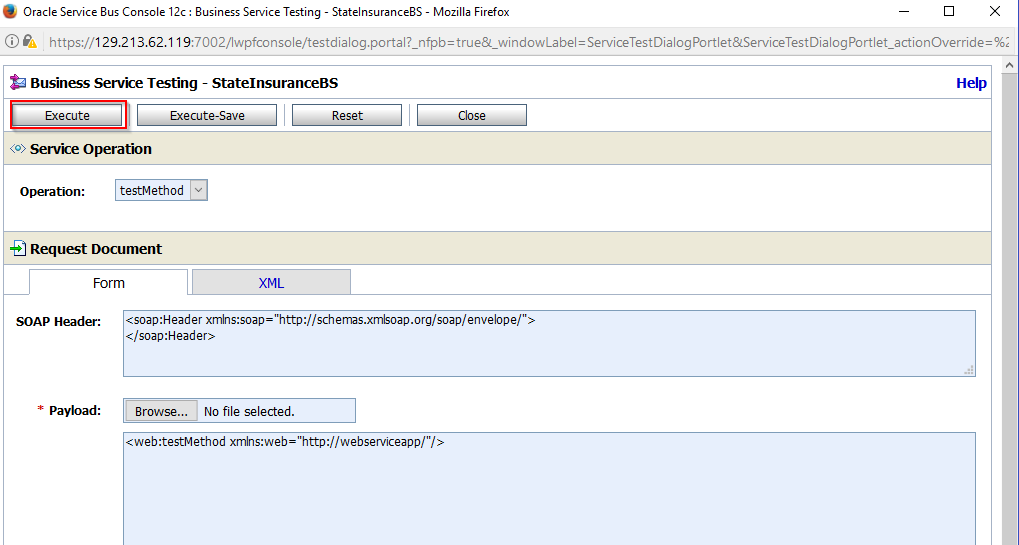 Oracle Service Bus Console 12c : Business Service Testing - StateInsuranceBS - Mozilla Firefox
https://129.213.62.119:7002/lwpfconsole/testdialog.portal?_nfpb=true&_windowLabel=ServiceTestDialogPortlet&ServiceTestDialogPortlet_actionOverride=%2
Business Service Testing - StateInsuranceBS Help
Execute Execute-Save Reset Close
Service Operation
Operation: testMethod
Request Document
Form XML
SOAP Header: <soap:Header xmlns:soap="http://schemas.xmlsoap.org/soap/envelope/">
</soap:Header>
* Payload: Browse... No file selected.
<web:testMethod xmlns:web="http://webserviceapp/"/>